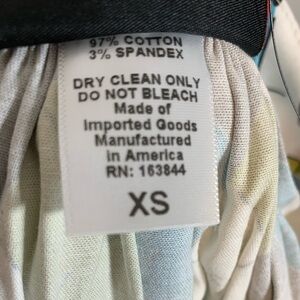 97% COTTON
3% SPANDEX
DRY CLEAN ONLY
DO NOT BLEACH
Made of
Imported Goods
Manufactured
in America
RN: 163844
XS